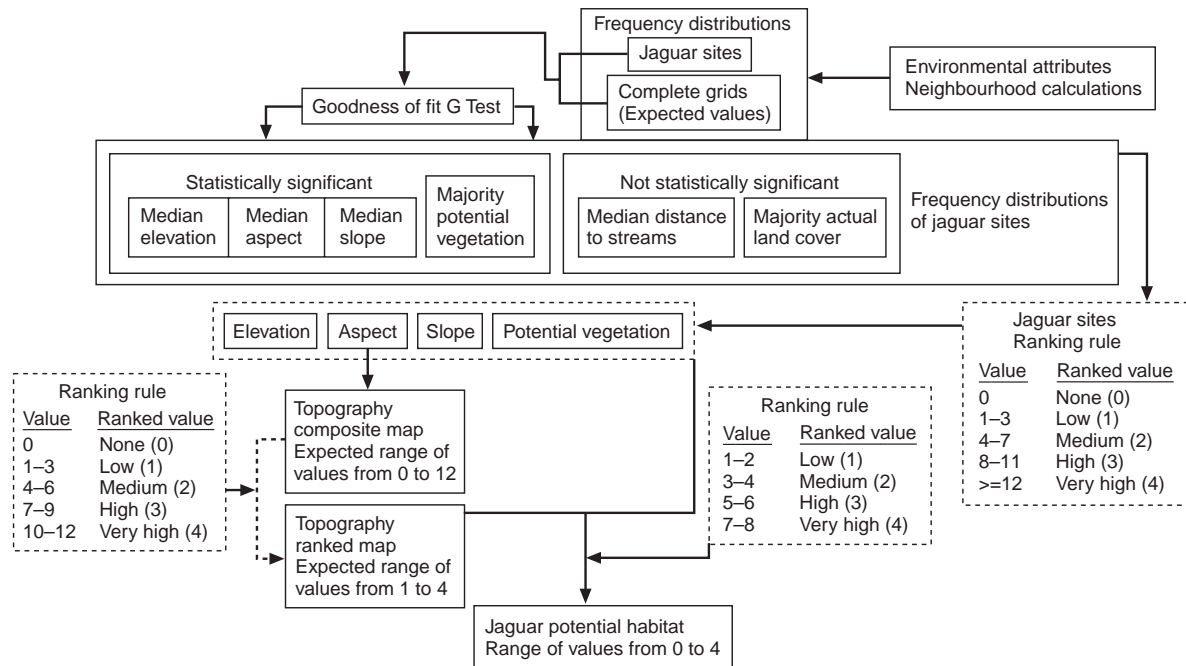 Frequency distributions
Jaguar sites
Complete grids
(Expected values)
Environmental attributes
Neighbourhood calculations
Goodness of fit G Test
Statistically significant
Median
elevation
Median
aspect
Median
slope
Majority
potential
vegetation
Not statistically significant
Median distance
to streams
Majority actual
land cover
Frequency distributions
of jaguar sites
Elevation
Aspect
Slope
Potential vegetation
Jaguar sites
Ranking rule
Value Ranked value
0 None (0)
1–3 Low (1)
4–7 Medium (2)
8–11 High (3)
>=12 Very high (4)
Ranking rule
Value Ranked value
0 None (0)
1–3 Low (1)
4–6 Medium (2)
7–9 High (3)
10–12 Very high (4)
Topography
composite map
Expected range of
values from 0 to 12
Ranking rule
Value Ranked value
1–2 Low (1)
3–4 Medium (2)
5–6 High (3)
7–8 Very high (4)
Topography
ranked map
Expected range of
values from 1 to 4
Jaguar potential habitat
Range of values from 0 to 4